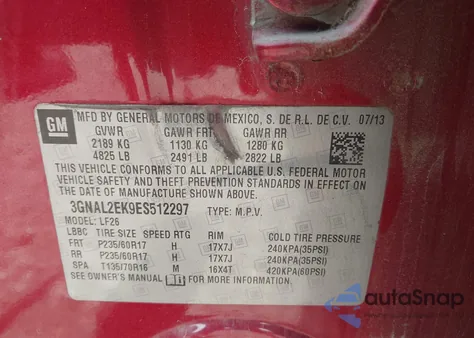 GM
MFD BY GENERAL MOTORS OF MEXICO, S. DE R.L. DE C.V. 07/13
GVWR GAWR FRT GAWR RR
2189 KG 1130 KG 1280 KG
4825 LB 2491 LB 2822 LB
THIS VEHICLE CONFORMS TO ALL APPLICABLE U.S. FEDERAL MOTOR
VEHICLE SAFETY AND THEFT PREVENTION STANDARDS IN EFFECT ON
THE DATE OF MANUFACTURE SHOWN ABOVE.
3GNAL2EK9ES512297 TYPE: M.P.V.
MODEL: LF26
LBBC TIRE SIZE SPEED RTG RIM COLD TIRE PRESSURE
FRT P235/60R17 H 17X7J 240KPA(35PSI)
RR P235/60R17 H 17X7J 240KPA(35PSI)
SPA T135/70R16 M 16X4T 420KPA(60PSI)
SEE OWNER'S MANUAL FOR MORE INFORMATION.
autoSnap